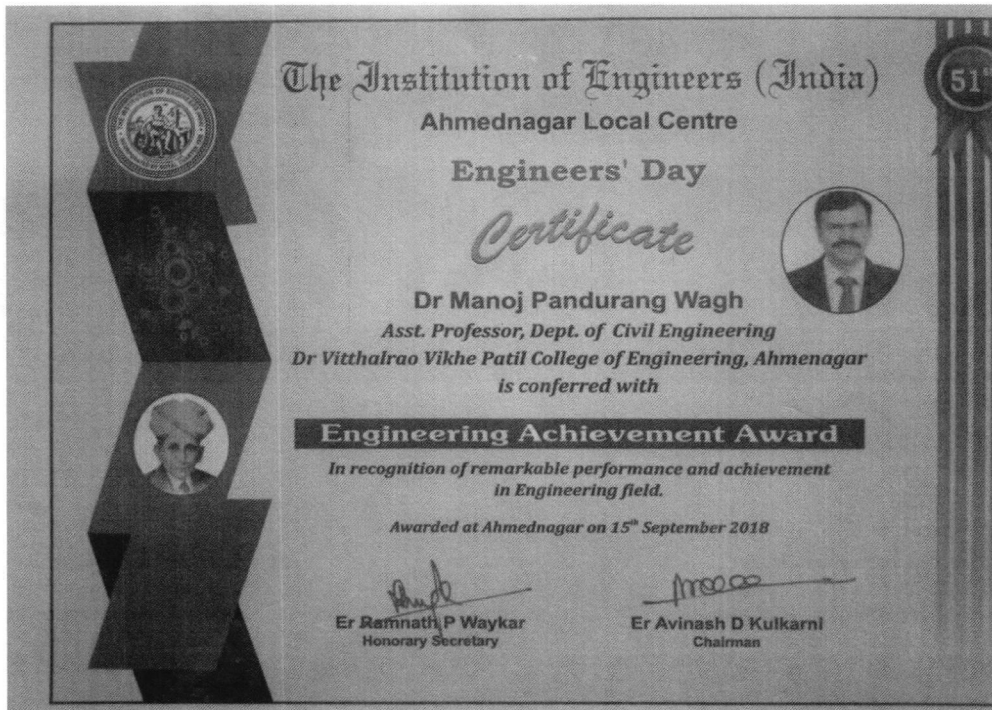 The Institution of Engineers (India)
51st
Ahmednagar Local Centre
Engineers' Day
Certificate
Dr Manoj Pandurang Wagh
Asst. Professor, Dept. of Civil Engineering
Dr Vitthalrao Vikhe Patil College of Engineering, Ahmenagar
is conferred with
Engineering Achievement Award
In recognition of remarkable performance and achievement
in Engineering field.
Awarded at Ahmednagar on 15th September 2018
Er Ramnath P Waykar
Honorary Secretary
Er Avinash D Kulkarni
Chairman